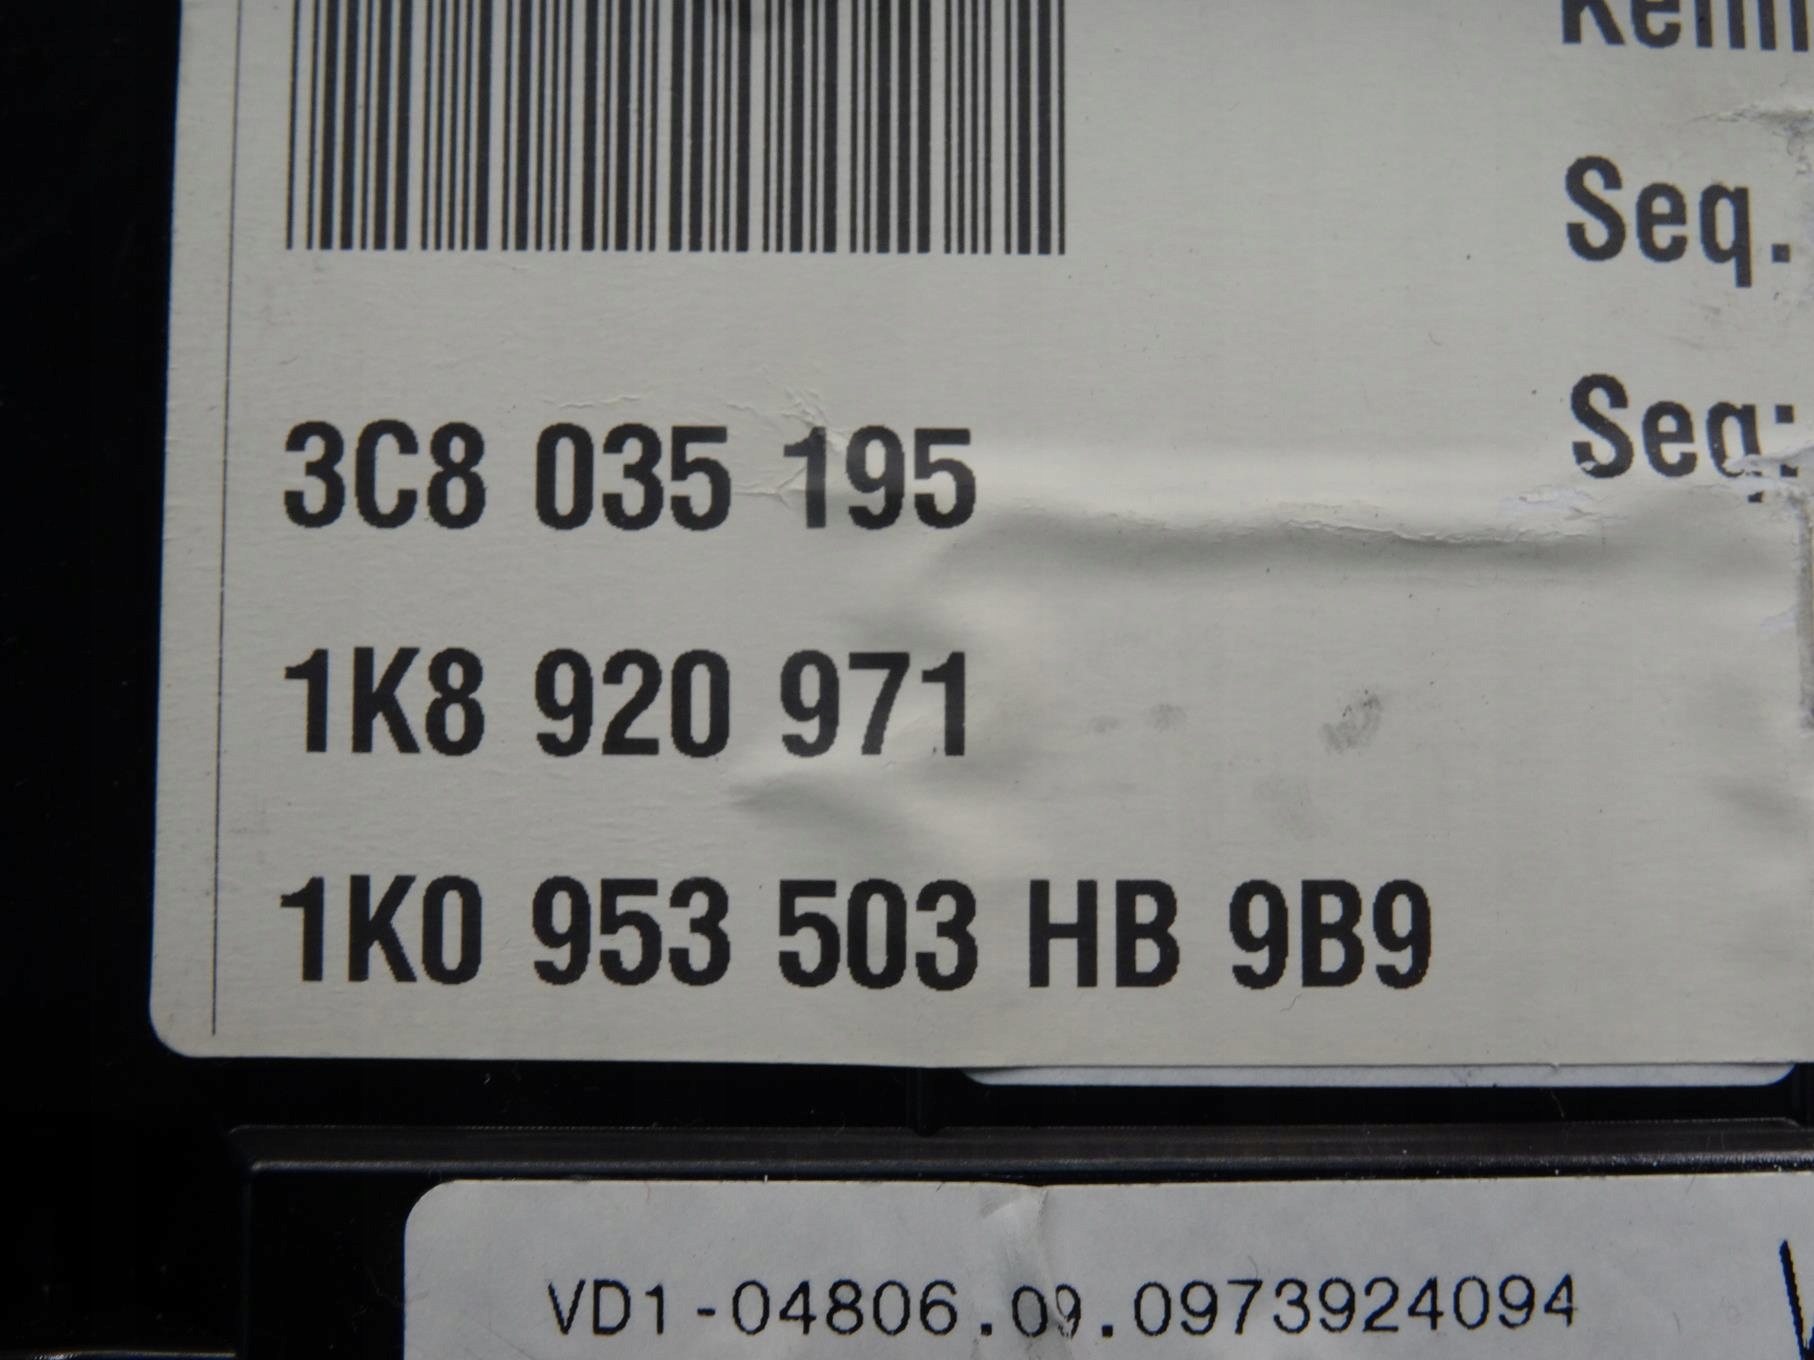 Seq.
3C8 035 195
Seq:
1K8 920 971
1K0 953 503 HB 9B9
VD1-04806.09.0973924094